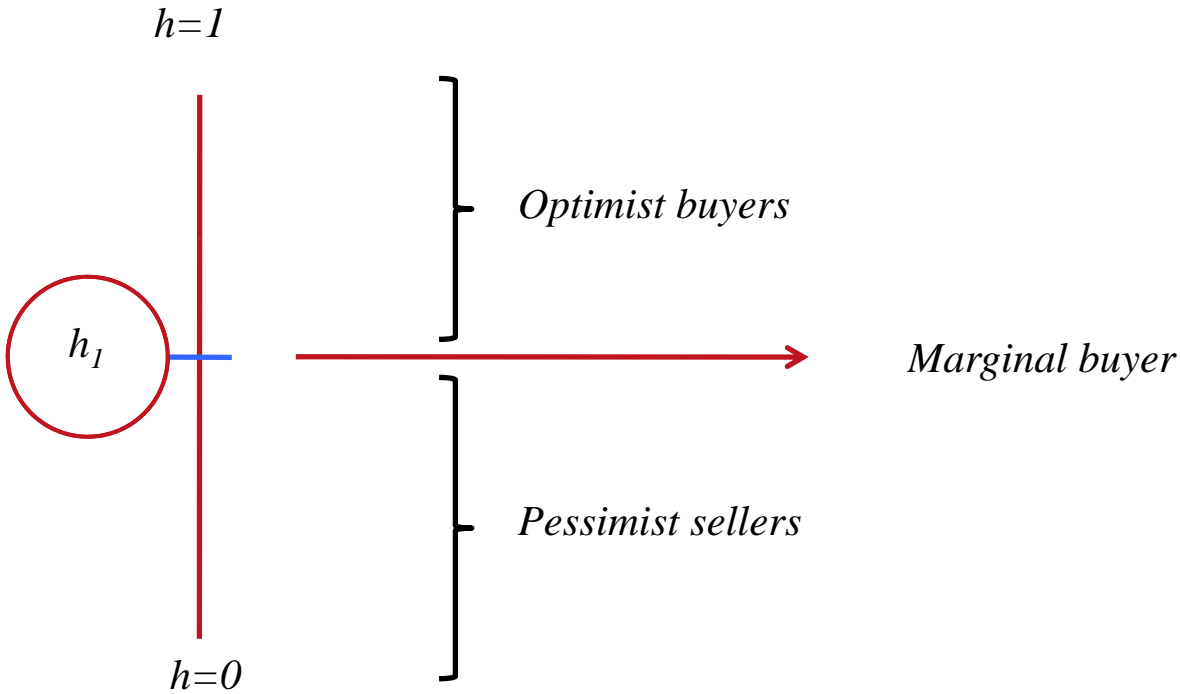 h=1
Optimist buyers
h1
Marginal buyer
Pessimist sellers
h=0